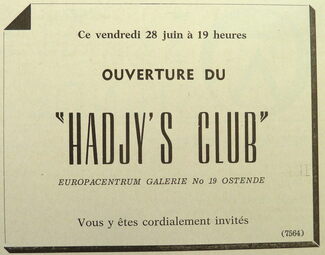 Ce vendredi 28 juin à 19 heures
OUVERTURE DU
"HADJY'S CLUB"
EUROPACENTRUM GALERIE No 19 OSTENDE
Vous y êtes cordialement invités
(7564)